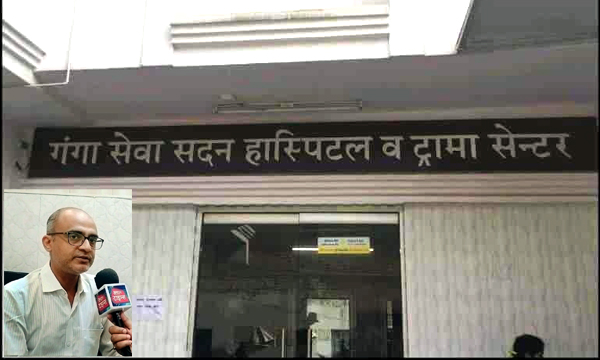 गंगा सेवा सदन हास्पिटल व ट्रामा सेन्टर